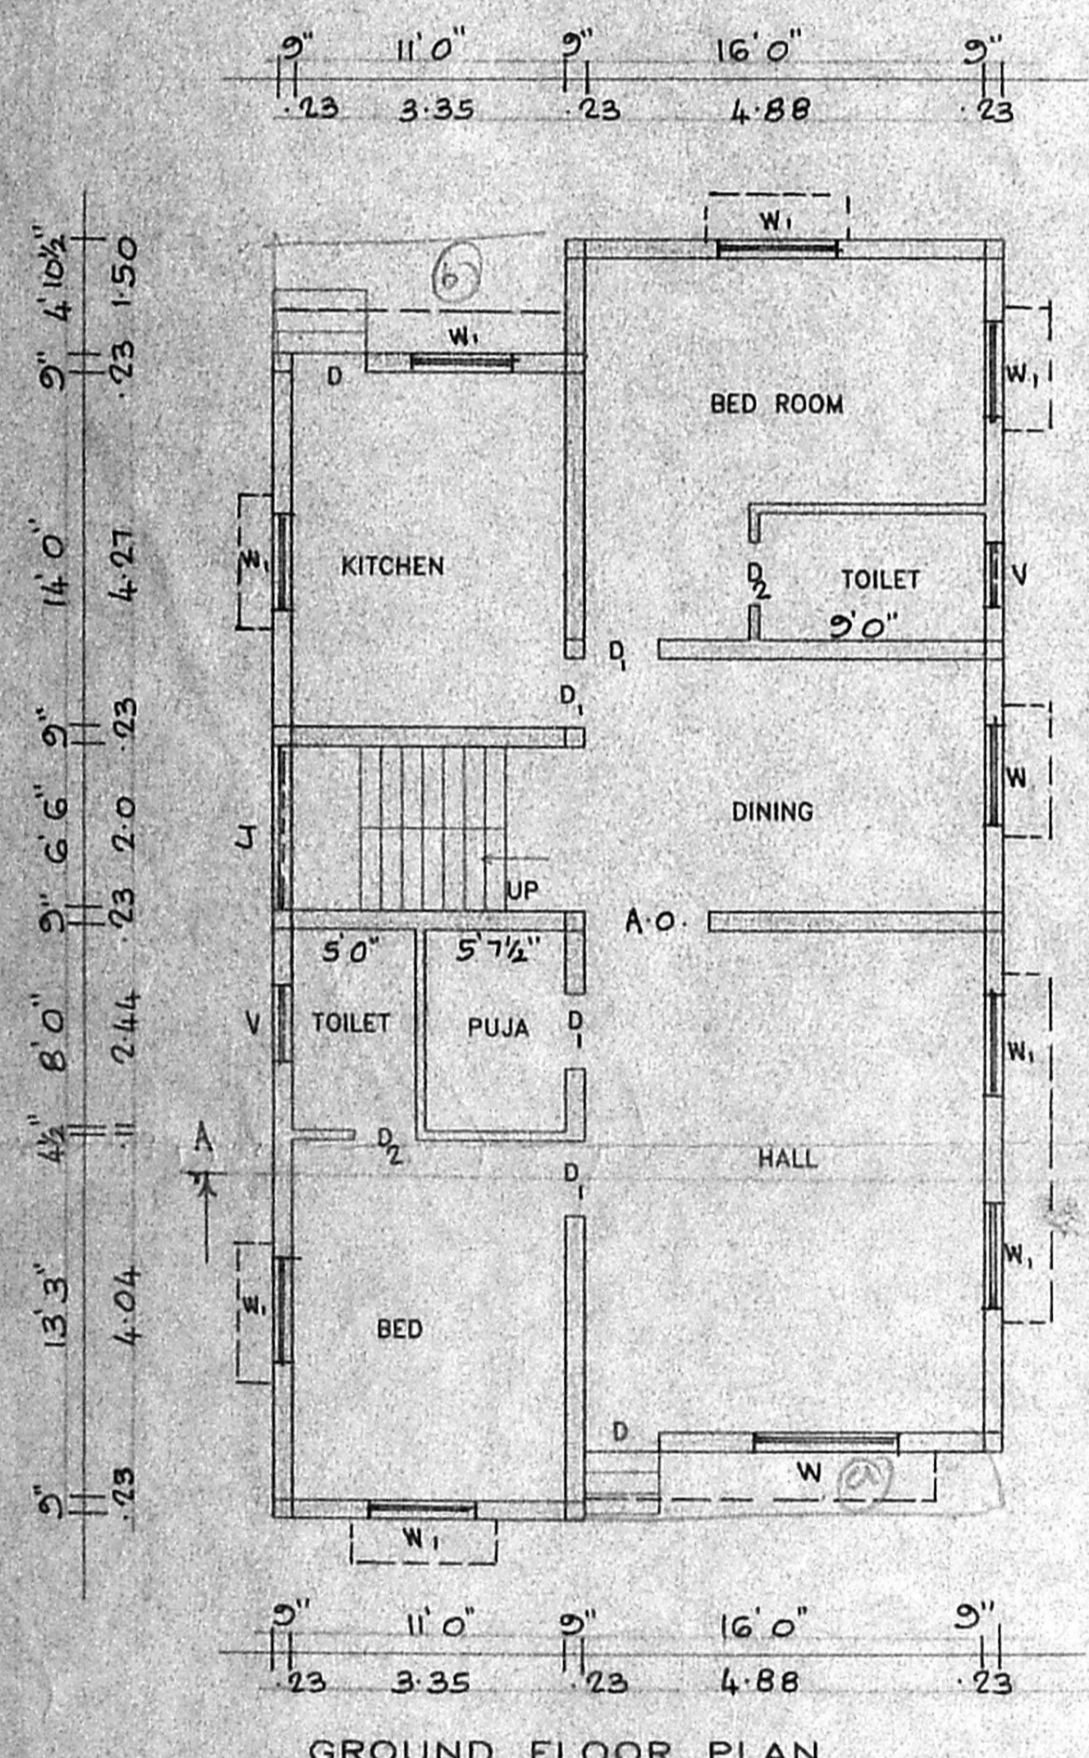 9" 11'0" 9" 16'0" 9"
.23 3.35 .23 4.88 .23
W1
4'10½" 1.50
6
W1
9" .23
D
W1
BED ROOM
14'0" 4.27
W1
KITCHEN
D2
TOILET
V
9'0"
D1
D1
9" .23
W
6'6" 2.0
DINING
UP
9" .23
A.O.
5'0" 5'7½"
8'0" 2.44
V
TOILET
PUJA
D1
W1
4½" .11
A
D2
HALL
D1
W1
W1
13'3" 4.04
BED
D
W
a
9" .23
W1
9" 11'0" 9" 16'0" 9"
.23 3.35 .23 4.88 .23
GROUND FLOOR PLAN